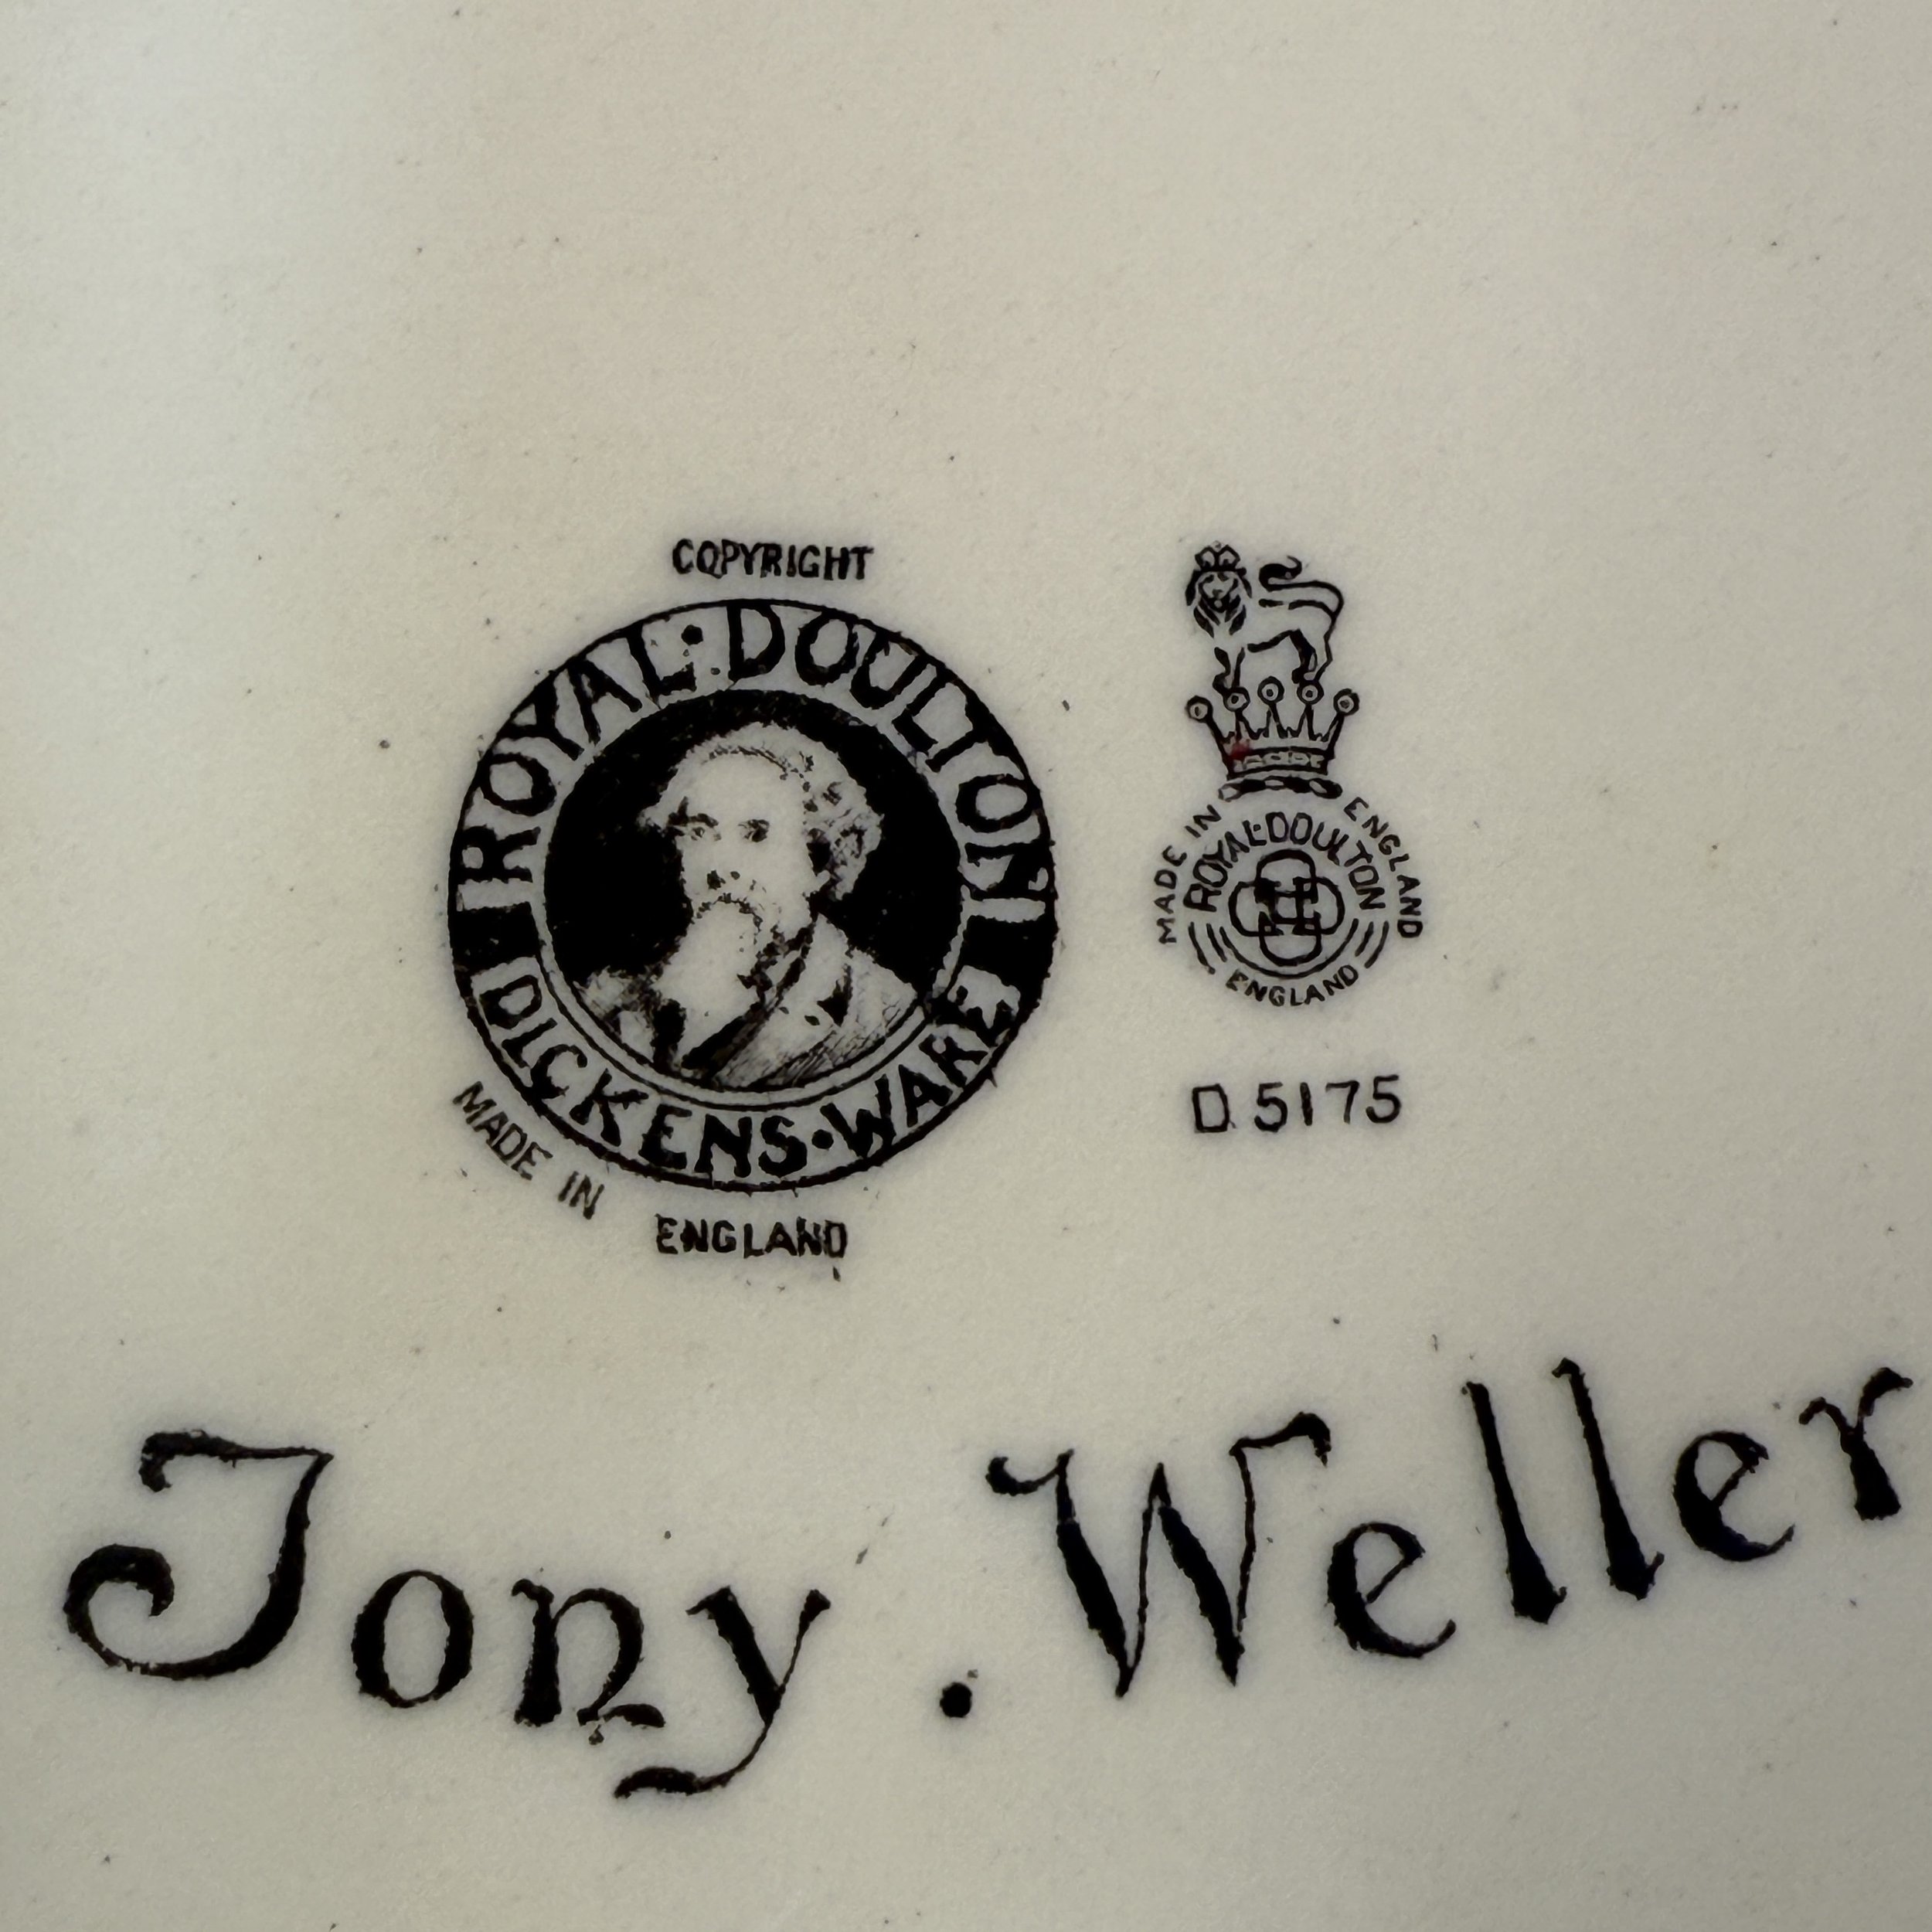 COPYRIGHT
ROYAL·DOULTON
DICKENS·WARE
MADE IN
ENGLAND
MADE IN ENGLAND
ROYAL·DOULTON
ENGLAND
D 5175
Tony . Weller